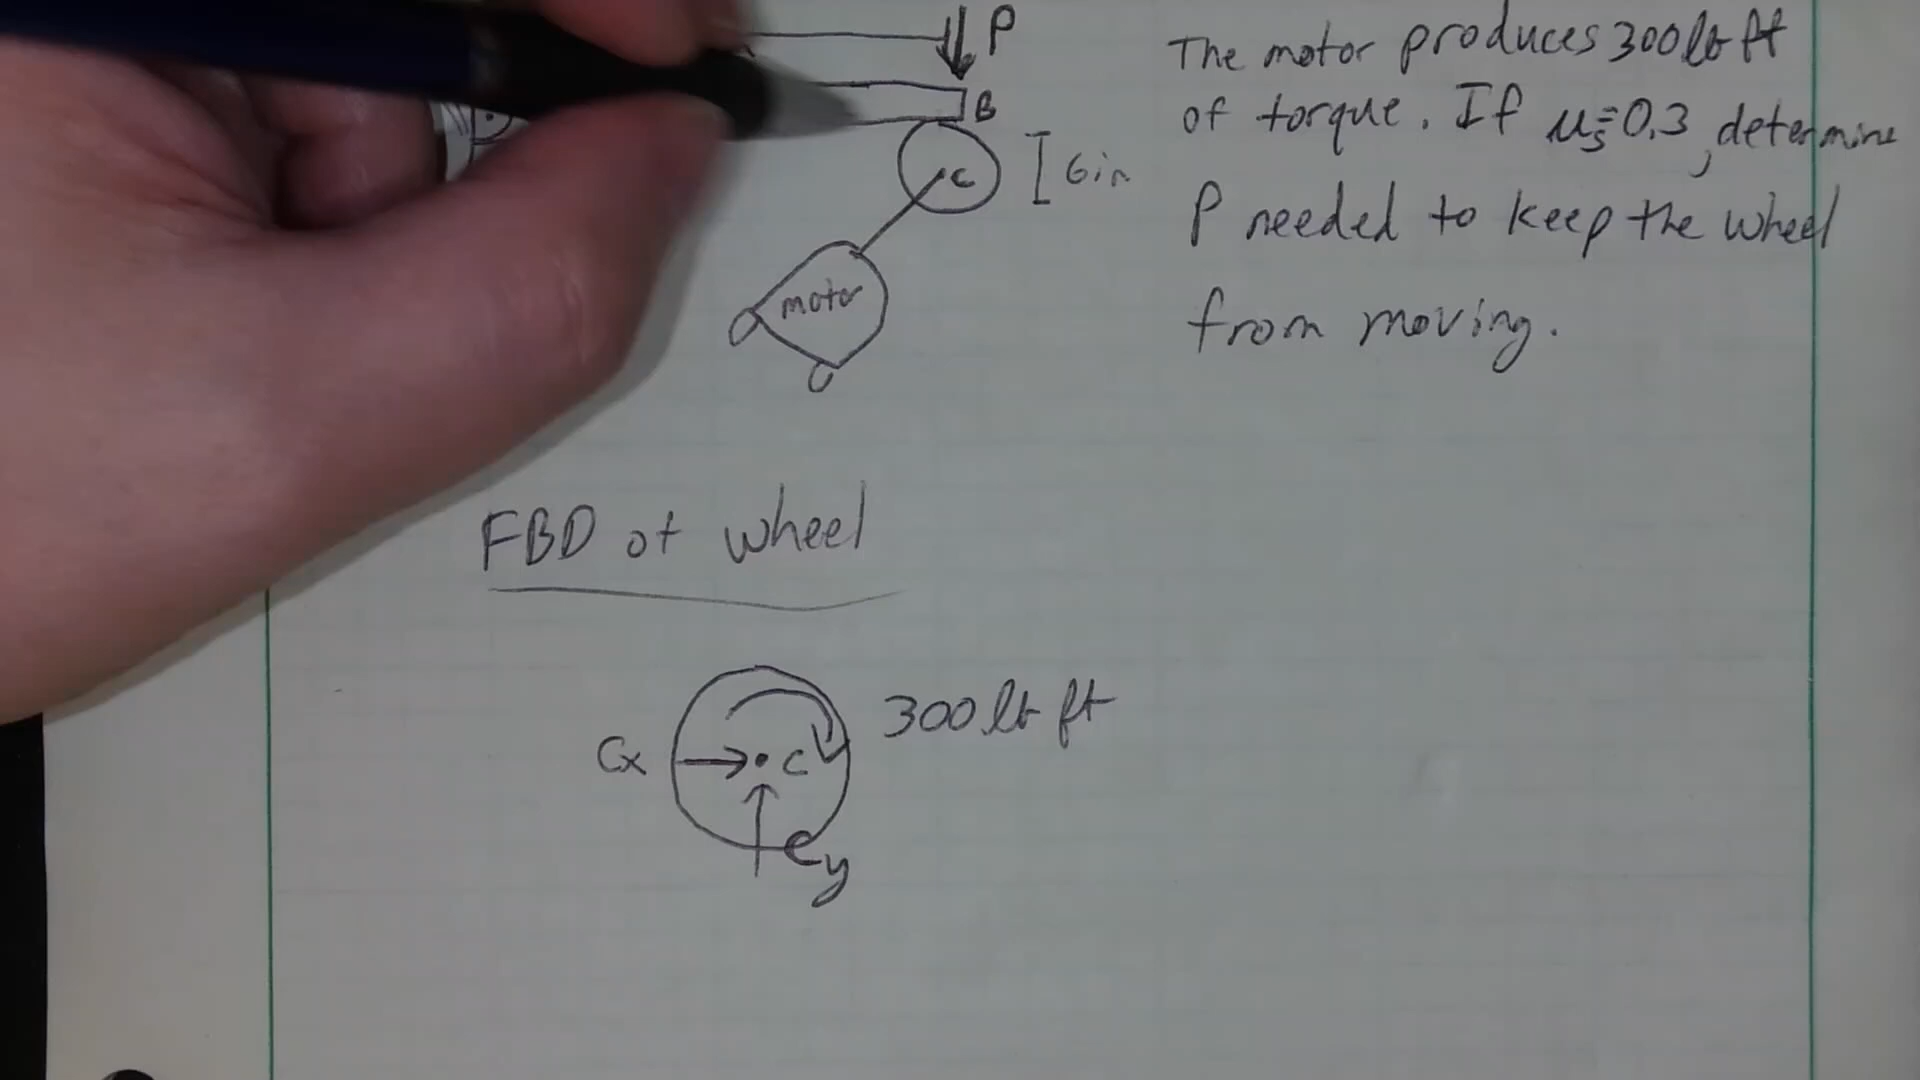 P
B
C
6in
motor
The motor produces 300 lb ft
of torque. If μs=0.3, determine
P needed to keep the wheel
from moving.
FBD of wheel
300 lb ft
Cx
C
Cy